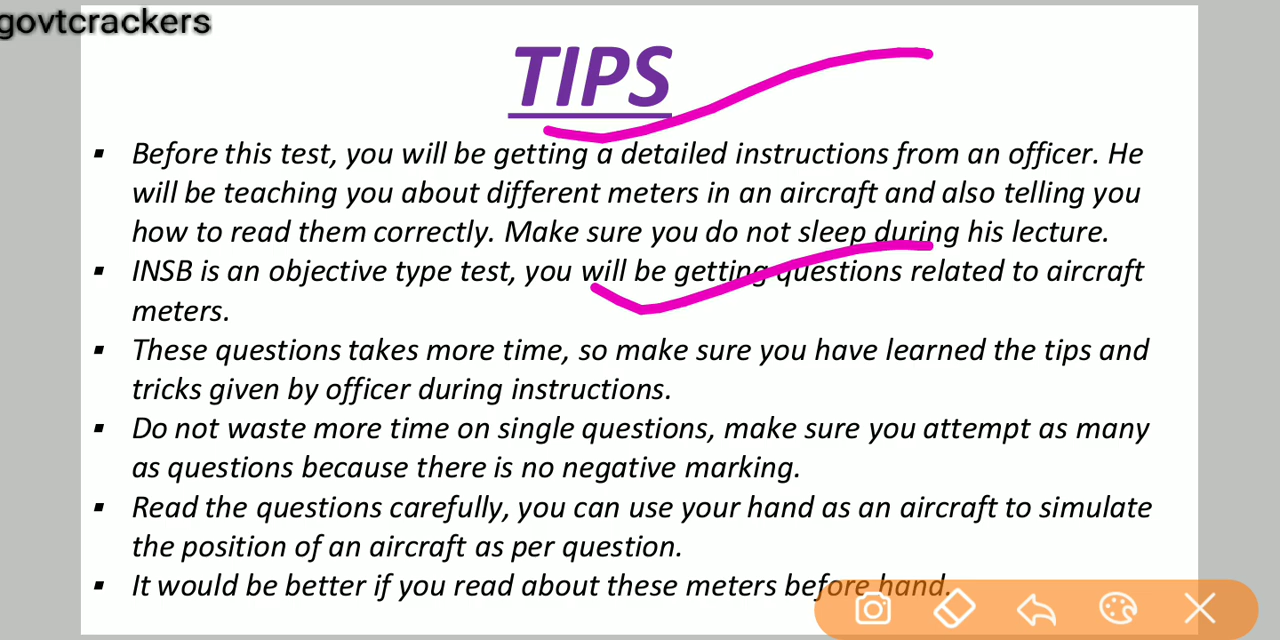 govtcrackers
TIPS
▪ Before this test, you will be getting a detailed instructions from an officer. He
will be teaching you about different meters in an aircraft and also telling you
how to read them correctly. Make sure you do not sleep during his lecture.
▪ INSB is an objective type test, you will be getting questions related to aircraft
meters.
▪ These questions takes more time, so make sure you have learned the tips and
tricks given by officer during instructions.
▪ Do not waste more time on single questions, make sure you attempt as many
as questions because there is no negative marking.
▪ Read the questions carefully, you can use your hand as an aircraft to simulate
the position of an aircraft as per question.
▪ It would be better if you read about these meters before hand.